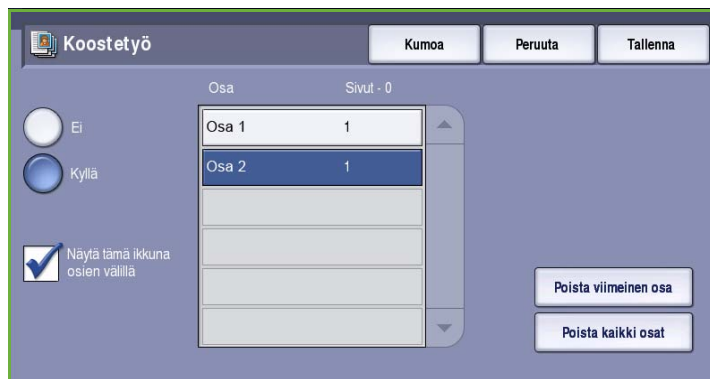 Koostetyö
Kumoa
Peruuta
Tallenna
Osa
Sivut - 0
Ei
Kyllä
Osa 1 1
Osa 2 1
Näytä tämä ikkuna
osien välillä
Poista viimeinen osa
Poista kaikki osat